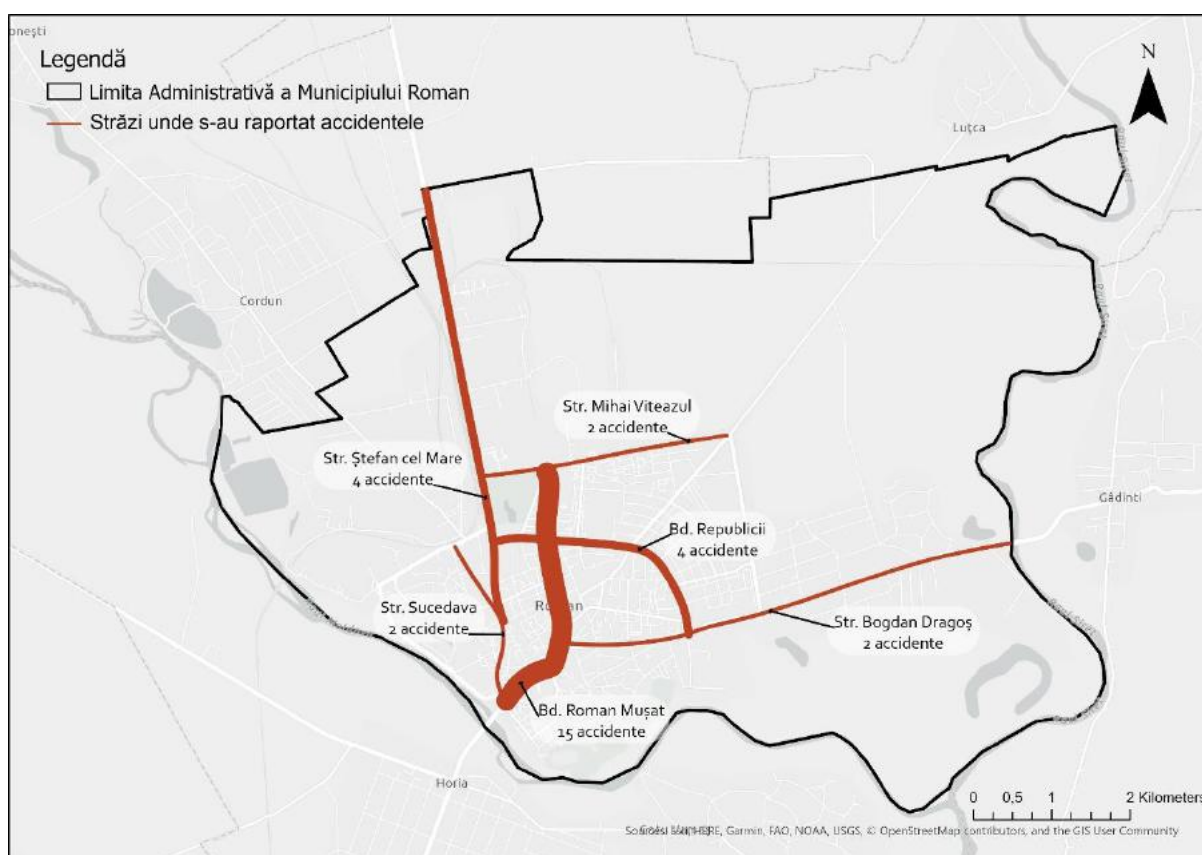 onești
Legendă
Limita Administrativă a Municipiului Roman
Străzi unde s-au raportat accidentele
N
Luțca
Cordun
Str. Mihai Viteazul
2 accidente
Str. Ștefan cel Mare
4 accidente
Gâdinti
Bd. Republicii
4 accidente
Str. Sucedava
2 accidente
Str. Bogdan Dragoș
2 accidente
Bd. Roman Mușat
15 accidente
Horia
0 0,5 1 2 Kilometers
HERE, Garmin, FAO, NOAA, USGS, © OpenStreetMap contributors, and the GIS User Community